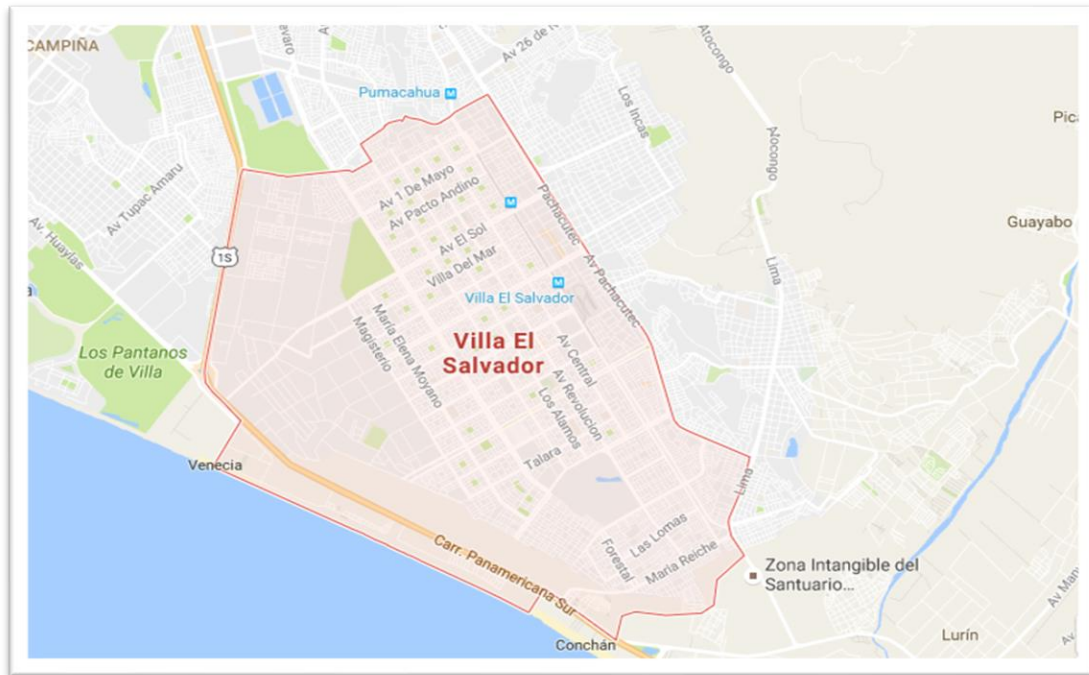 CAMPIÑA
Av 26 de
Atocongo
Pumacahua M
Los Incas
Atocongo
Av Tupac Amaru
Av. Huaylas
1S
Av 1 De Mayo
Av Pacto Andino
M
Pachacutec
Av El Sol
Villa Del Mar
Av Pachacutec
Lima
Guayabo
M
Villa El Salvador
Maria Elena Moyano
Magisterio
Villa El
Salvador
Av Central
Av Revolucion
Los Alamos
Talara
Los Pantanos
de Villa
Venecia
Lima
Las Lomas
Forestal
Maria Reiche
Carr. Panamericana Sur
Zona Intangible del
Santuario...
Conchán
Lurín
Av